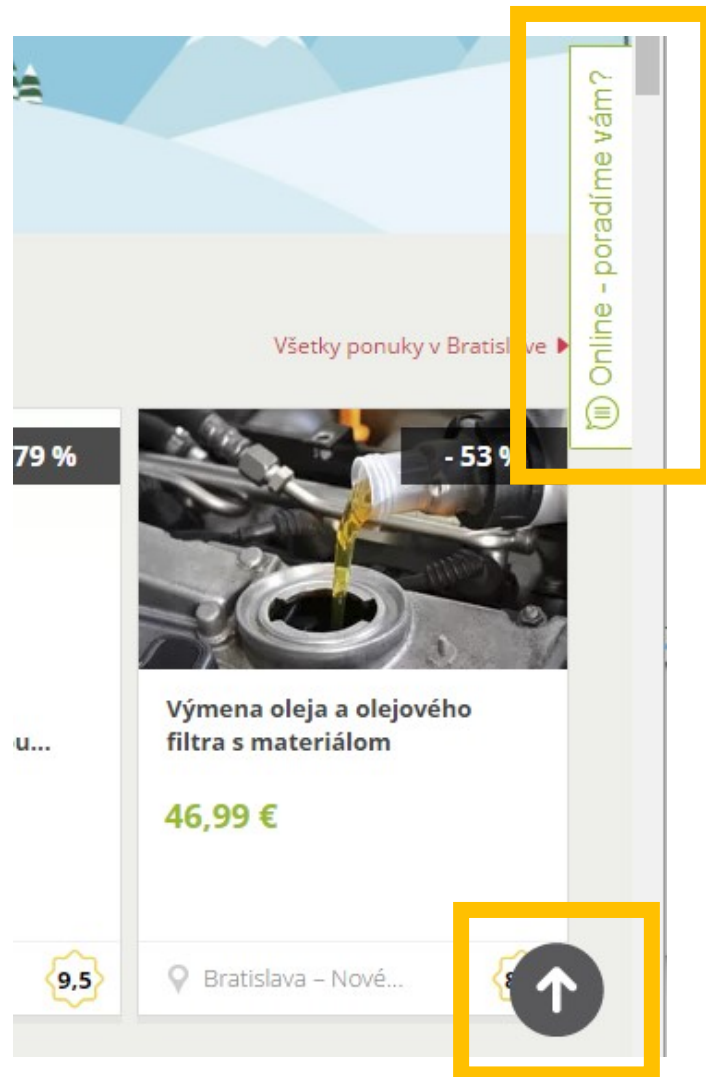 Online - poradíme vám?
Všetky ponuky v Bratislave
79 %
- 53 %
Výmena oleja a olejového
filtra s materiálom
u...
46,99 €
9,5
Bratislava – Nové...